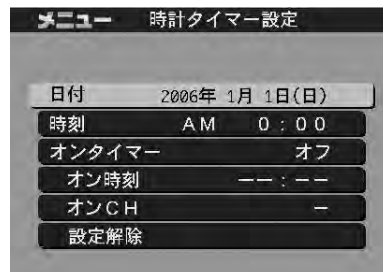 メニュー 時計タイマー設定
日付 2006年 1月 1日(日)
時刻 AM 0:00
オンタイマー オフ
オン時刻 --:--
オンCH -
設定解除